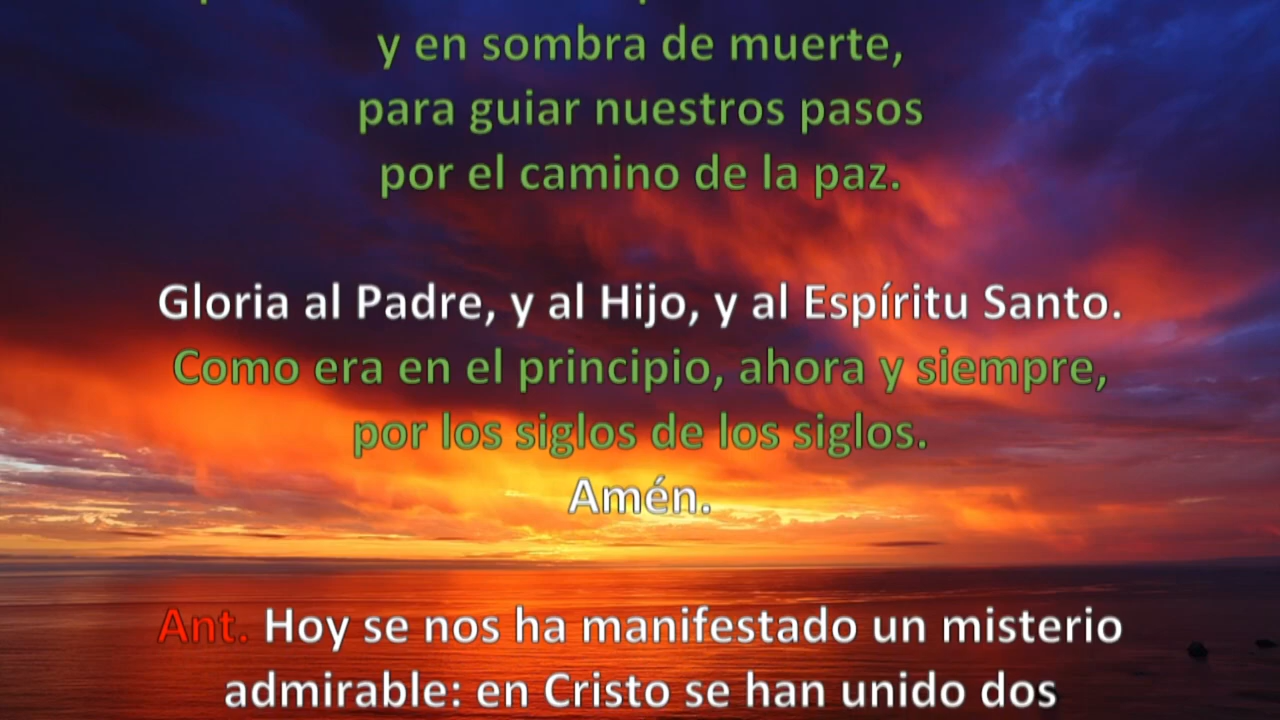 y en sombra de muerte,
para guiar nuestros pasos
por el camino de la paz.
Gloria al Padre, y al Hijo, y al Espíritu Santo.
Como era en el principio, ahora y siempre,
por los siglos de los siglos.
Amén.
Ant. Hoy se nos ha manifestado un misterio
admirable: en Cristo se han unido dos